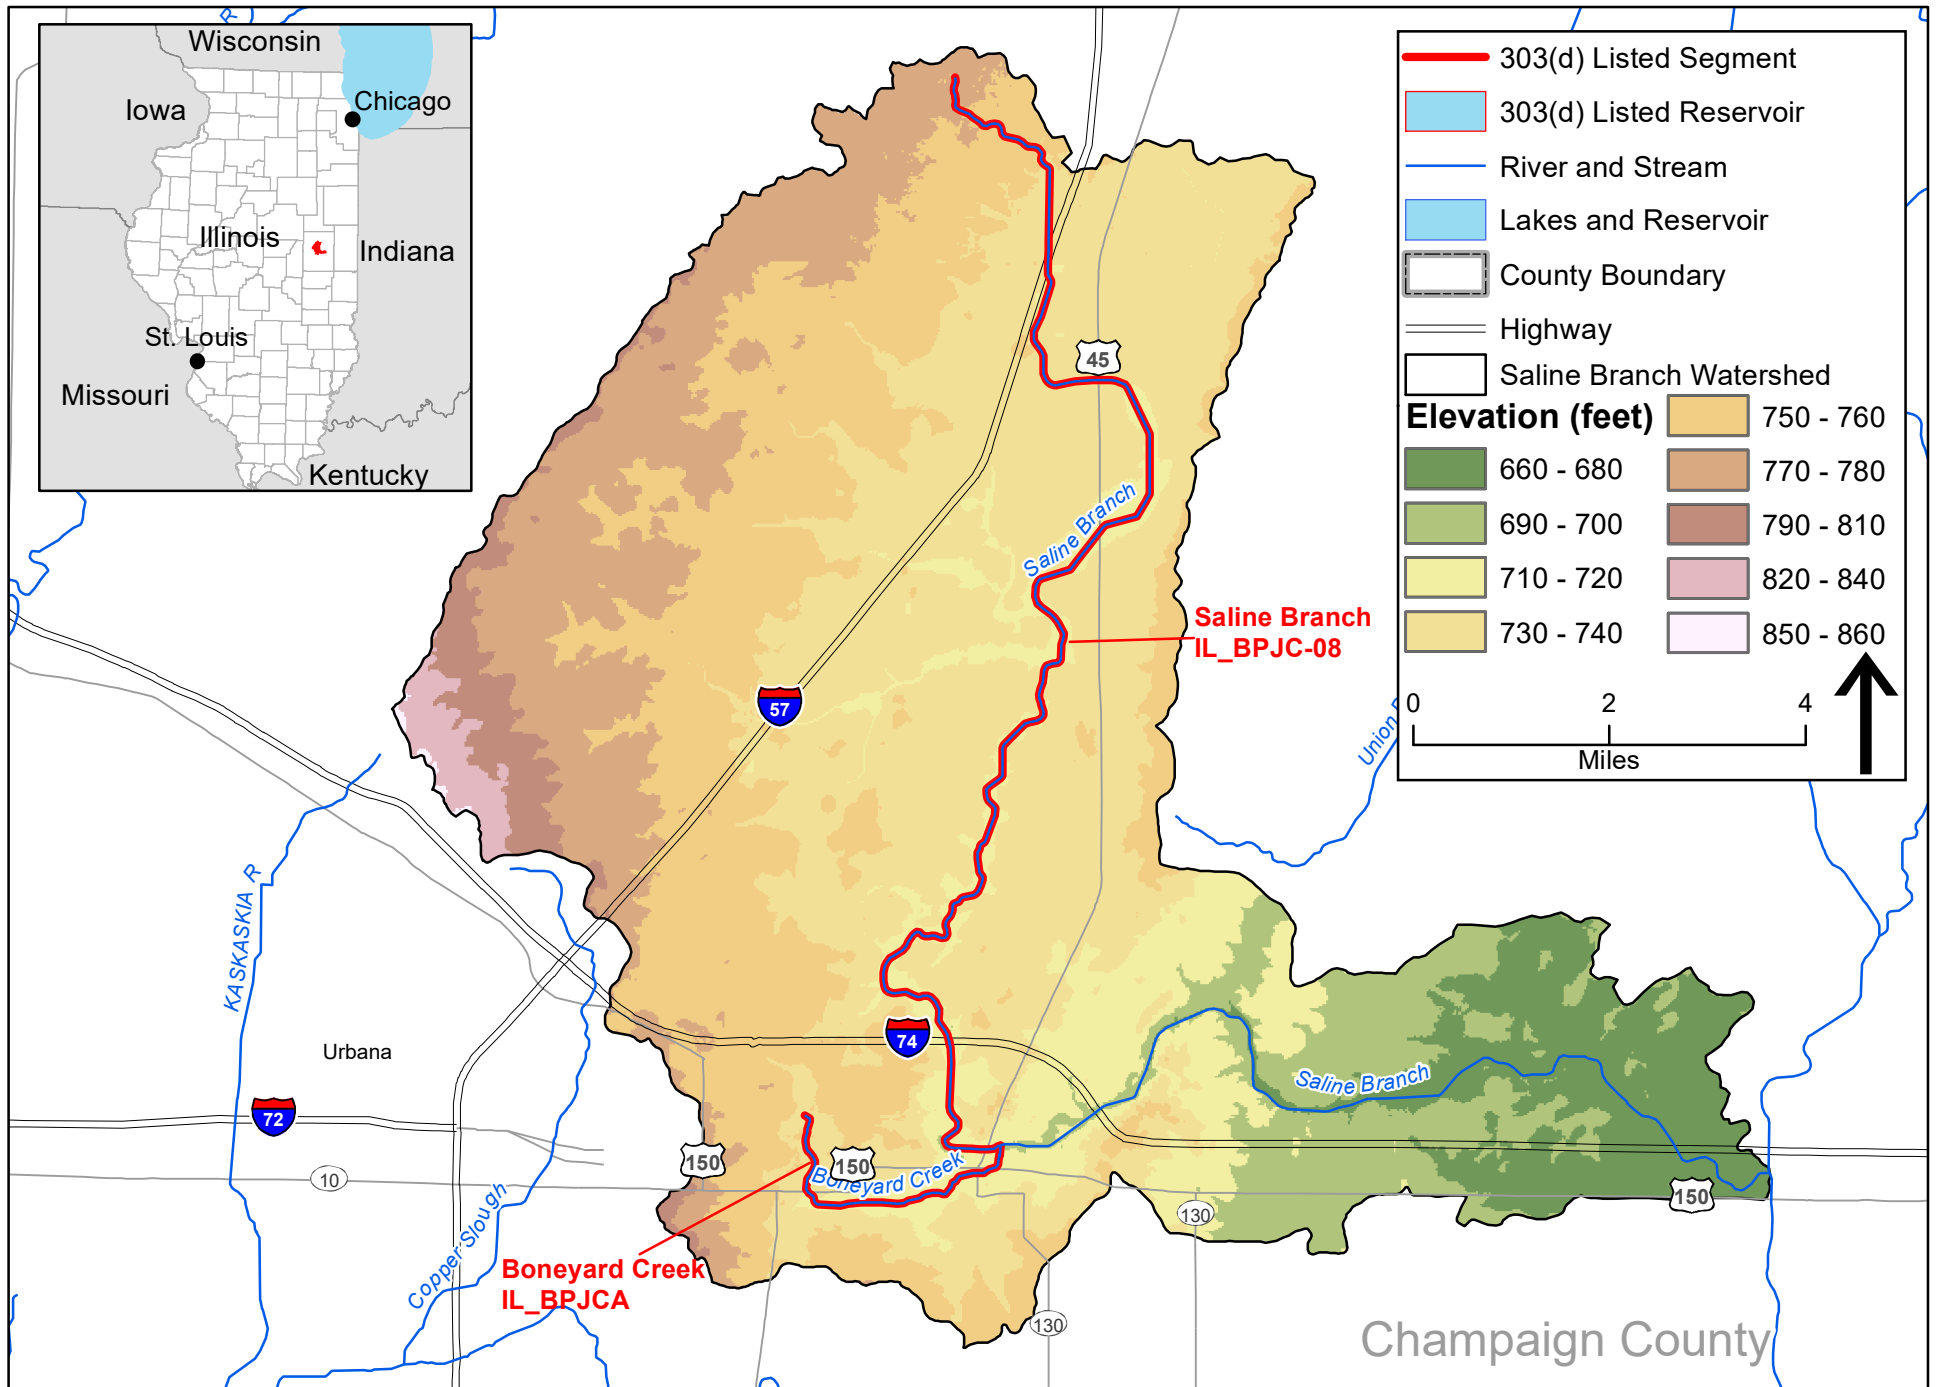 R
Wisconsin
Iowa
Chicago
Illinois
Indiana
St. Louis
Missouri
Kentucky
303(d) Listed Segment
303(d) Listed Reservoir
River and Stream
Lakes and Reservoir
County Boundary
Highway
Saline Branch Watershed
Elevation (feet)
660 - 680
690 - 700
710 - 720
730 - 740
750 - 760
770 - 780
790 - 810
820 - 840
850 - 860
0 2 4
Miles
45
Saline Branch
Saline Branch
IL_BPJC-08
57
Union
KASKASKIA R
Urbana
74
72
Saline Branch
150
150
Boneyard Creek
10
150
130
Copper Slough
Boneyard Creek
IL_BPJCA
130
Champaign County